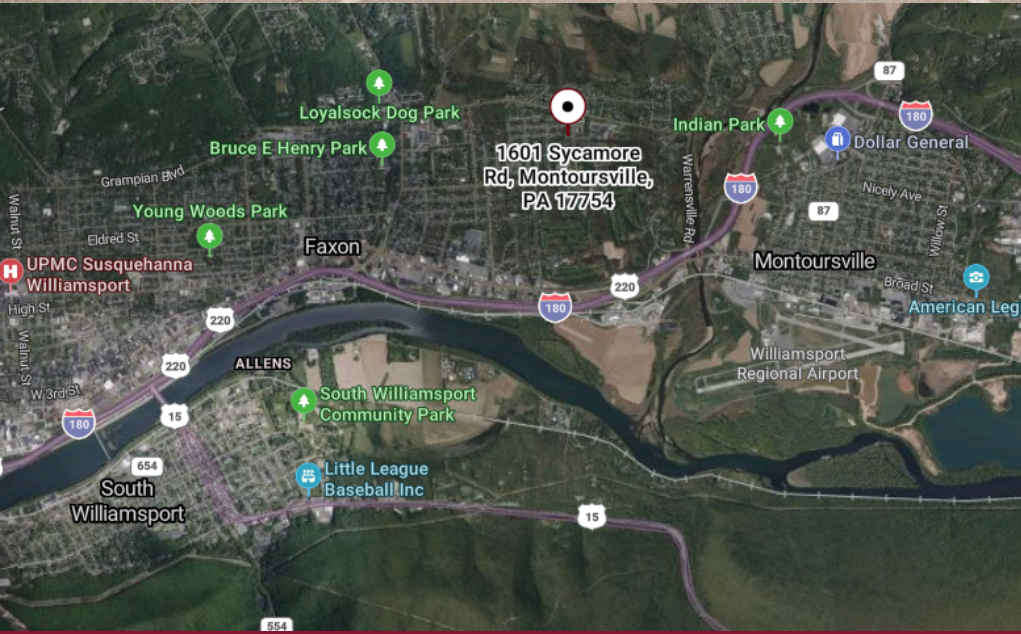 87
Loyalsock Dog Park
180
Indian Park
Dollar General
Bruce E Henry Park
1601 Sycamore
Rd, Montoursville,
PA 17754
Grampian Blvd
Warrensville Rd
180
Nicely Ave
Walnut St
Young Woods Park
87
Willow St
Eldred St
Faxon
Montoursville
UPMC Susquehanna
Williamsport
220
Broad St
High St
180
American Leg
220
Walnut St
Williamsport
Regional Airport
220
ALLENS
W 3rd St
South Williamsport
Community Park
15
180
654
Little League
Baseball Inc
South
Williamsport
15
554